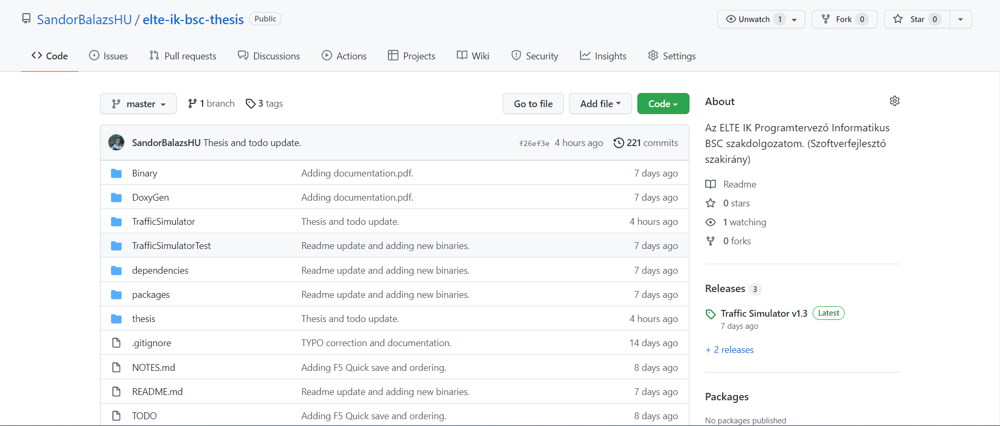 SandorBalazsHU / elte-ik-bsc-thesis Public
Unwatch 1 Fork 0 Star 0
Code Issues Pull requests Discussions Actions Projects Wiki Security Insights Settings
master 1 branch 3 tags Go to file Add file Code
SandorBalazsHU Thesis and todo update. f26ef3e 4 hours ago 221 commits
Binary Adding documentation.pdf. 7 days ago
DoxyGen Adding documentation.pdf. 7 days ago
TrafficSimulator Thesis and todo update. 4 hours ago
TrafficSimulatorTest Readme update and adding new binaries. 7 days ago
dependencies Readme update and adding new binaries. 7 days ago
packages Readme update and adding new binaries. 7 days ago
thesis Thesis and todo update. 4 hours ago
.gitignore TYPO correction and documentation. 14 days ago
NOTES.md Adding F5 Quick save and ordering. 8 days ago
README.md Readme update and adding new binaries. 7 days ago
TODO Adding F5 Quick save and ordering. 8 days ago
About
Az ELTE IK Programtervező Informatikus
BSC szakdolgozatom. (Szoftverfejlesztő
szakirány)
Readme
0 stars
1 watching
0 forks
Releases 3
Traffic Simulator v1.3 Latest
7 days ago
+ 2 releases
Packages
No packages published